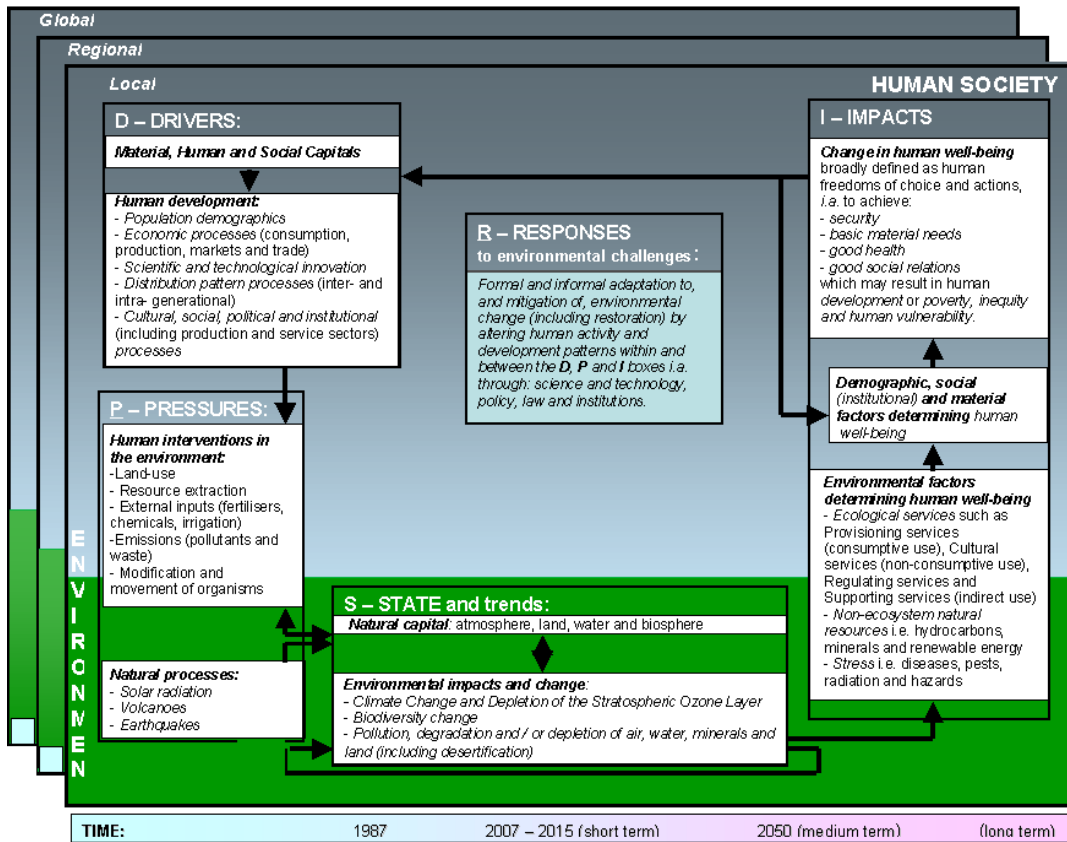 Global
Regional
Local
HUMAN SOCIETY
D – DRIVERS:
Material, Human and Social Capitals
Human development:
- Population demographics
- Economic processes (consumption,
production, markets and trade)
- Scientific and technological innovation
- Distribution pattern processes (inter- and
intra- generational)
- Cultural, social, political and institutional
(including production and service sectors)
processes
P – PRESSURES:
Human interventions in
the environment:
-Land-use
- Resource extraction
- External inputs (fertilisers,
chemicals, irrigation)
-Emissions (pollutants and
waste)
- Modification and
movement of organisms
Natural processes:
- Solar radiation
- Volcanoes
- Earthquakes
R – RESPONSES
to environmental challenges:
Formal and informal adaptation to,
and mitigation of, environmental
change (including restoration) by
altering human activity and
development patterns within and
between the D, P and I boxes i.a.
through: science and technology,
policy, law and institutions.
S – STATE and trends:
Natural capital: atmosphere, land, water and biosphere
Environmental impacts and change:
- Climate Change and Depletion of the Stratospheric Ozone Layer
- Biodiversity change
- Pollution, degradation and / or depletion of air, water, minerals and
land (including desertification)
I – IMPACTS
Change in human well-being
broadly defined as human
freedoms of choice and actions,
i.a. to achieve:
- security
- basic material needs
- good health
- good social relations
which may result in human
development or poverty, inequity
and human vulnerability.
Demographic, social
(institutional) and material
factors determining human
well-being
Environmental factors
determining human well-being
- Ecological services such as
Provisioning services
(consumptive use), Cultural
services (non-consumptive use),
Regulating services and
Supporting services (indirect use)
- Non-ecosystem natural
resources i.e. hydrocarbons,
minerals and renewable energy
- Stress i.e. diseases, pests,
radiation and hazards
ENVIRONMEN
TIME: 1987 2007 – 2015 (short term) 2050 (medium term) (long term)